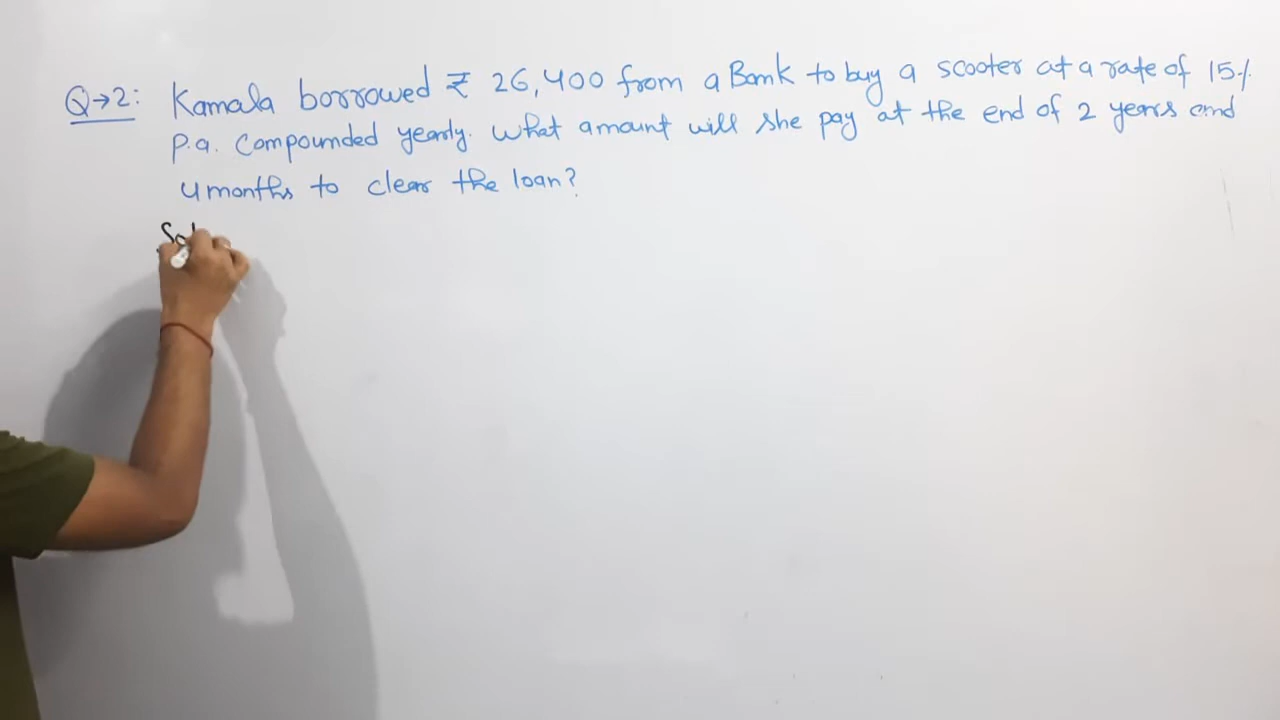 Q→2: Kamala borrowed ₹ 26,400 from a Bank to buy a scooter at a rate of 15%
p.a. compounded yearly. What amount will she pay at the end of 2 years and
4 months to clear the loan?
Sol